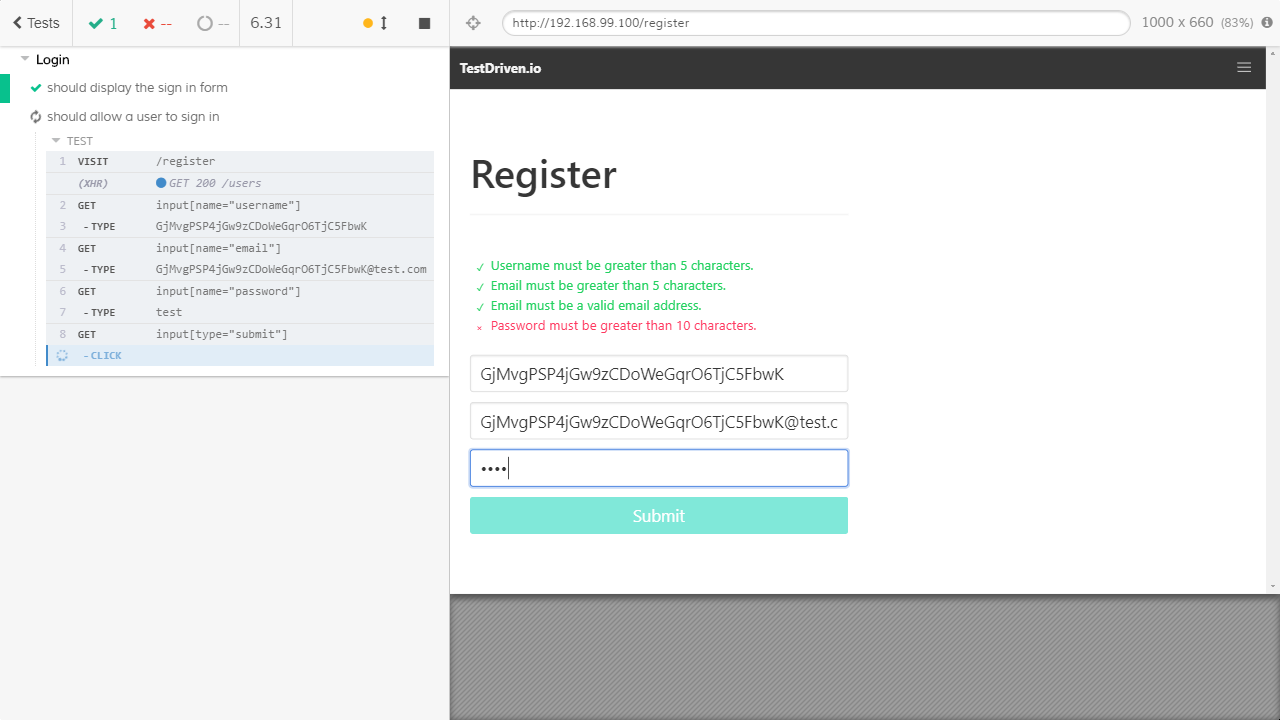 Tests
1
--
--
6.31
http://192.168.99.100/register
1000 x 660 (83%)
Login
should display the sign in form
should allow a user to sign in
TEST
1 VISIT /register
(XHR) GET 200 /users
2 GET input[name="username"]
3 -TYPE GjMvgPSP4jGw9zCDoWeGqrO6TjC5FbwK
4 GET input[name="email"]
5 -TYPE GjMvgPSP4jGw9zCDoWeGqrO6TjC5FbwK@test.com
6 GET input[name="password"]
7 -TYPE test
8 GET input[type="submit"]
-CLICK
TestDriven.io
Register
Username must be greater than 5 characters.
Email must be greater than 5 characters.
Email must be a valid email address.
Password must be greater than 10 characters.
GjMvgPSP4jGw9zCDoWeGqrO6TjC5FbwK
GjMvgPSP4jGw9zCDoWeGqrO6TjC5FbwK@test.c
••••
Submit